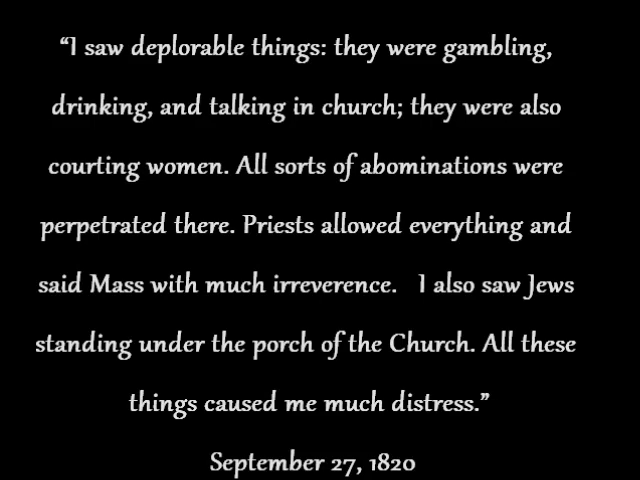 “I saw deplorable things: they were gambling,
drinking, and talking in church; they were also
courting women. All sorts of abominations were
perpetrated there. Priests allowed everything and
said Mass with much irreverence.   I also saw Jews
standing under the porch of the Church. All these
things caused me much distress.”
September 27, 1820